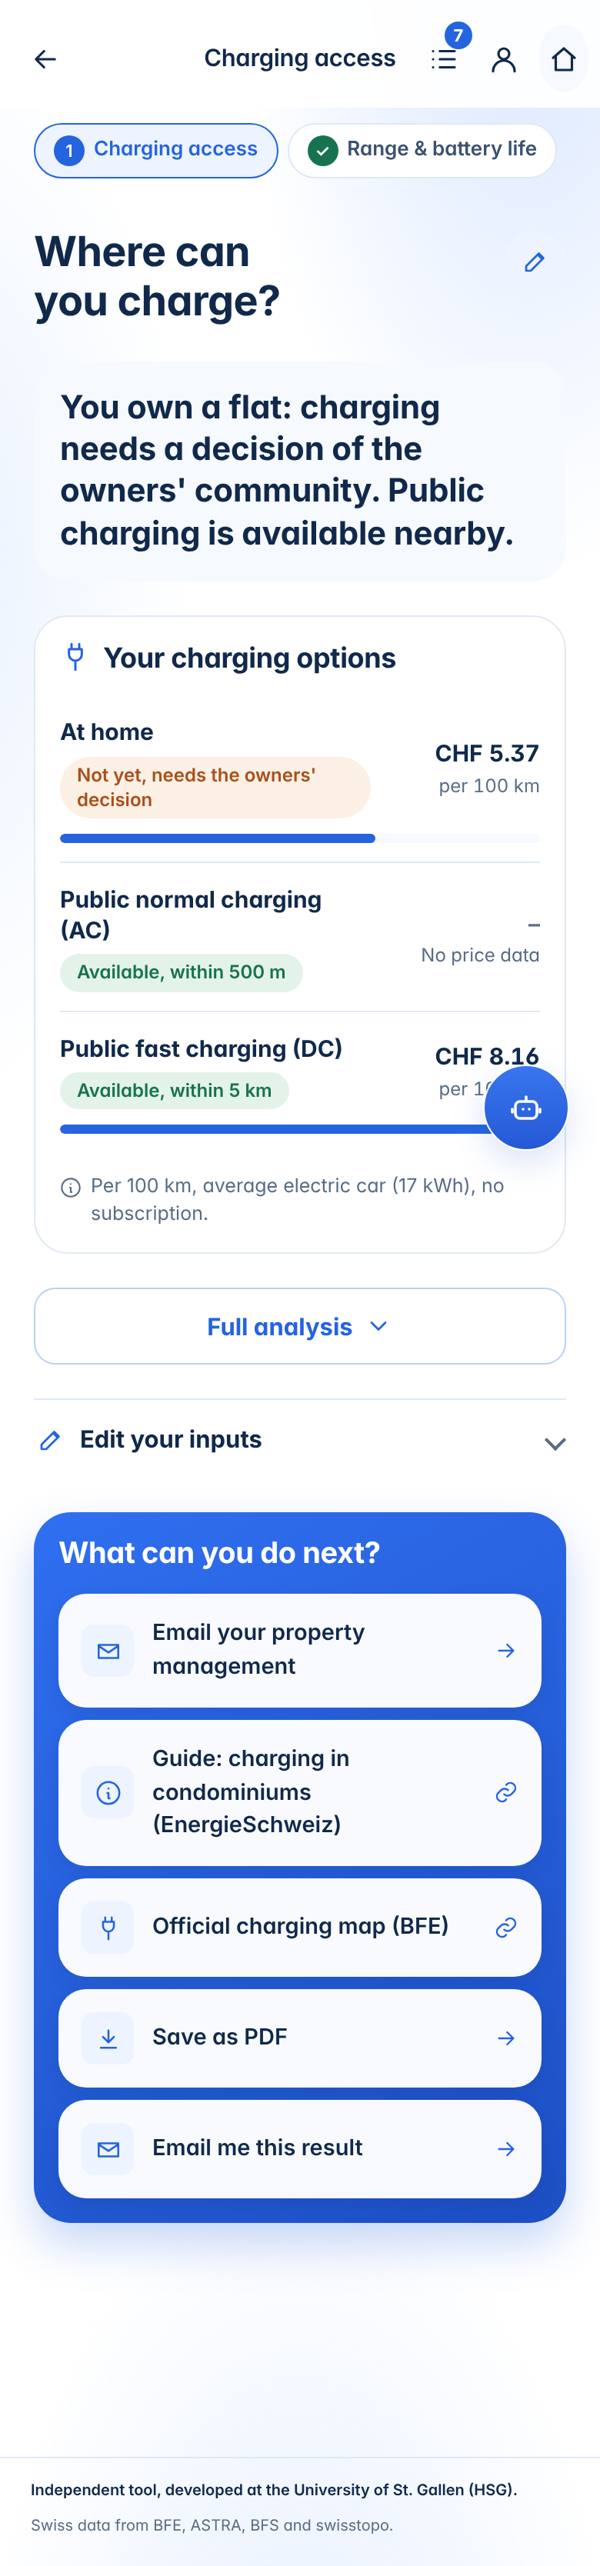 7
Charging access
1 Charging access
Range & battery life
Where can
you charge?
You own a flat: charging
needs a decision of the
owners' community. Public
charging is available nearby.
Your charging options
At home
Not yet, needs the owners'
decision
CHF 5.37
per 100 km
Public normal charging
(AC)
Available, within 500 m
–
No price data
Public fast charging (DC)
Available, within 5 km
CHF 8.16
per
Per 100 km, average electric car (17 kWh), no
subscription.
Full analysis
Edit your inputs
What can you do next?
Email your property
management
Guide: charging in
condominiums
(EnergieSchweiz)
Official charging map (BFE)
Save as PDF
Email me this result
Independent tool, developed at the University of St. Gallen (HSG).
Swiss data from BFE, ASTRA, BFS and swisstopo.